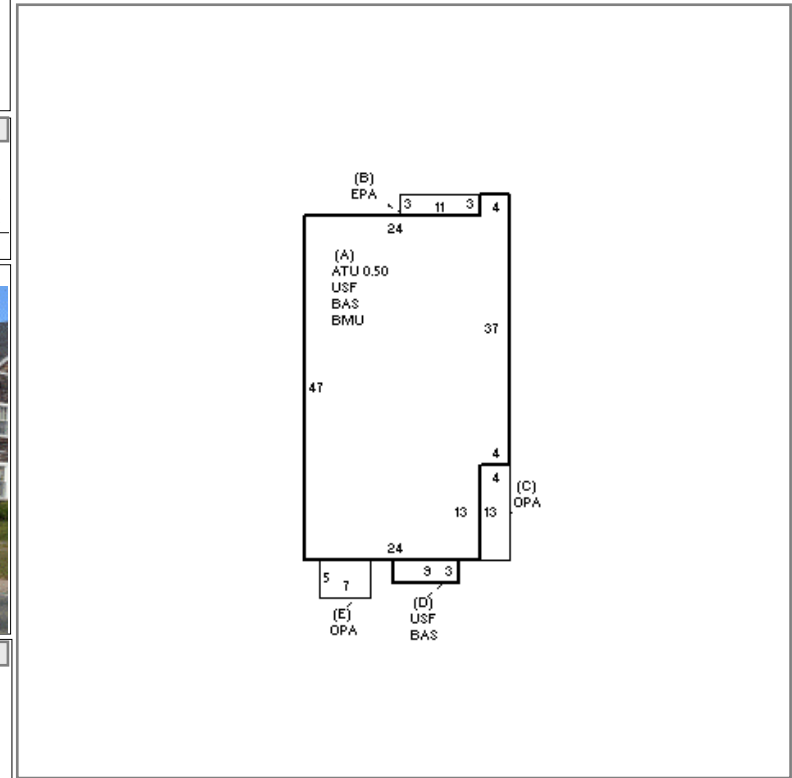 (B)
EPA
3 11 3 4
24
(A)
ATU 0.50
USF
BAS
BMU
37
47
4
4
(C)
OPA
13 13
24
5 7
9 3
(E)
OPA
(D)
USF
BAS